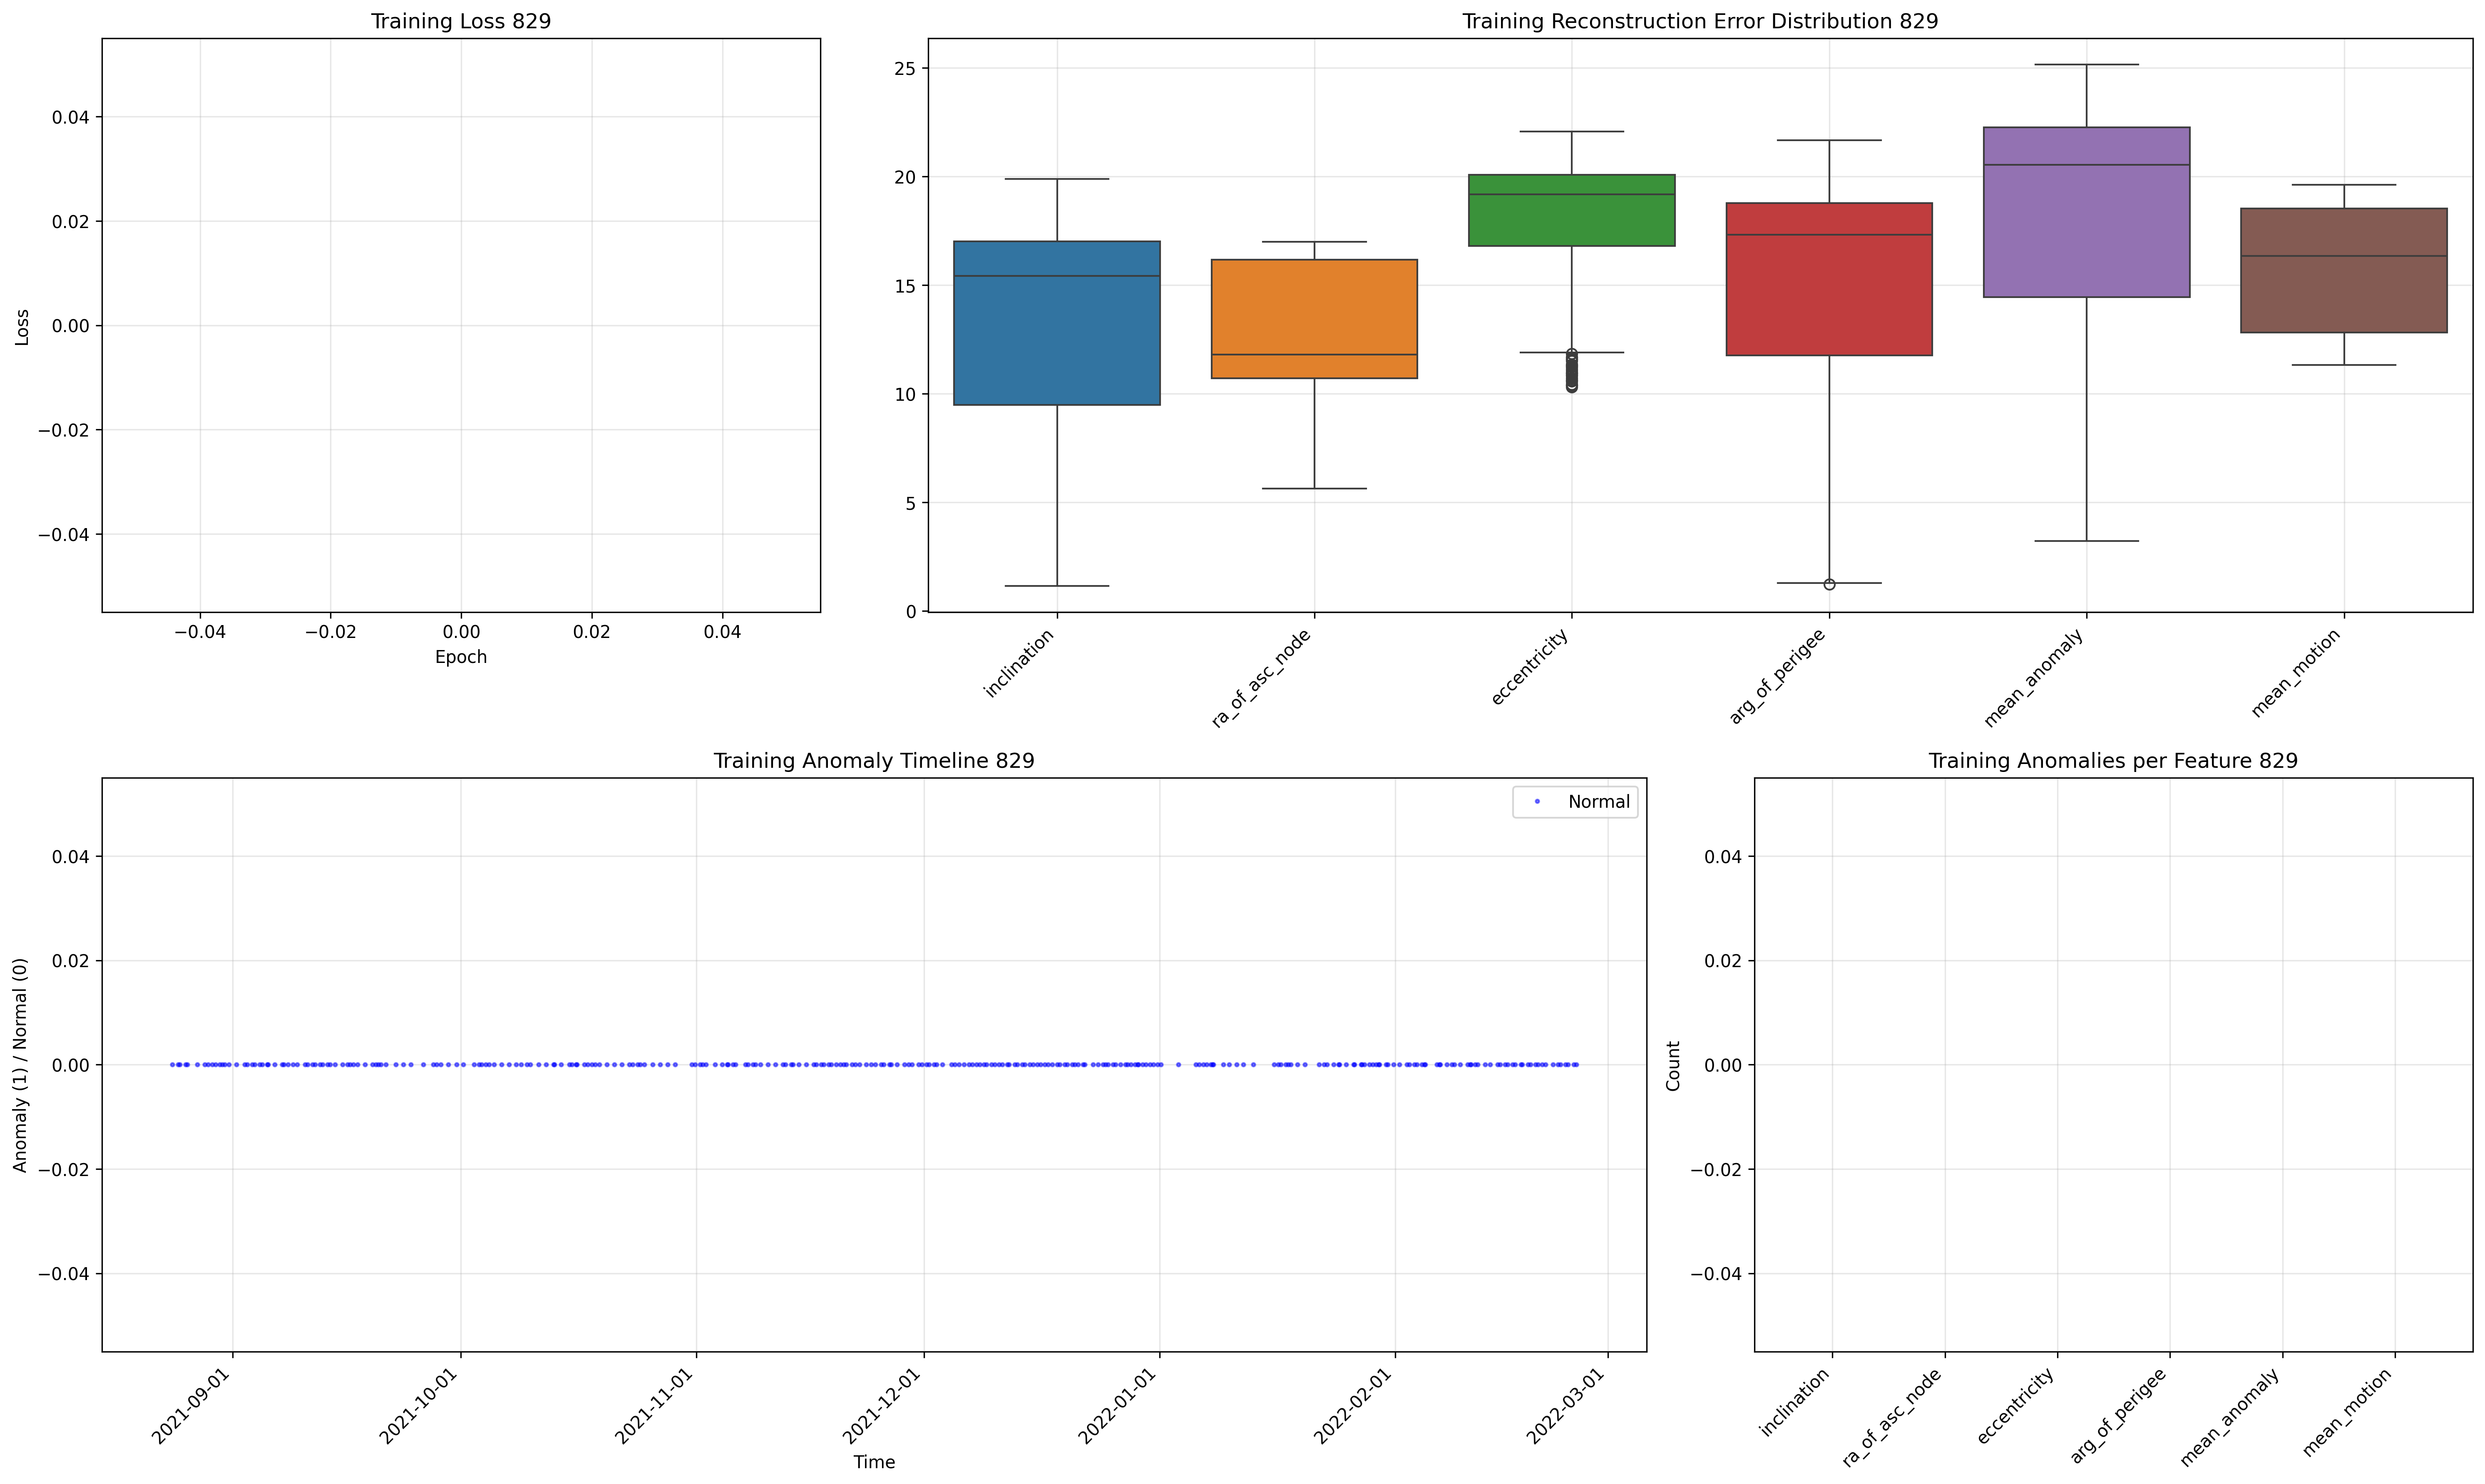 Training Loss 829
Loss
0.04
0.02
0.00
−0.02
−0.04
−0.04
−0.02
0.00
0.02
0.04
Epoch
Training Reconstruction Error Distribution 829
25
20
15
10
5
0
inclination
ra_of_asc_node
eccentricity
arg_of_perigee
mean_anomaly
mean_motion
Training Anomaly Timeline 829
Normal
Anomaly (1) / Normal (0)
0.04
0.02
0.00
−0.02
−0.04
2021-09-01
2021-10-01
2021-11-01
2021-12-01
2022-01-01
2022-02-01
2022-03-01
Time
Training Anomalies per Feature 829
Count
0.04
0.02
0.00
−0.02
−0.04
inclination
ra_of_asc_node
eccentricity
arg_of_perigee
mean_anomaly
mean_motion